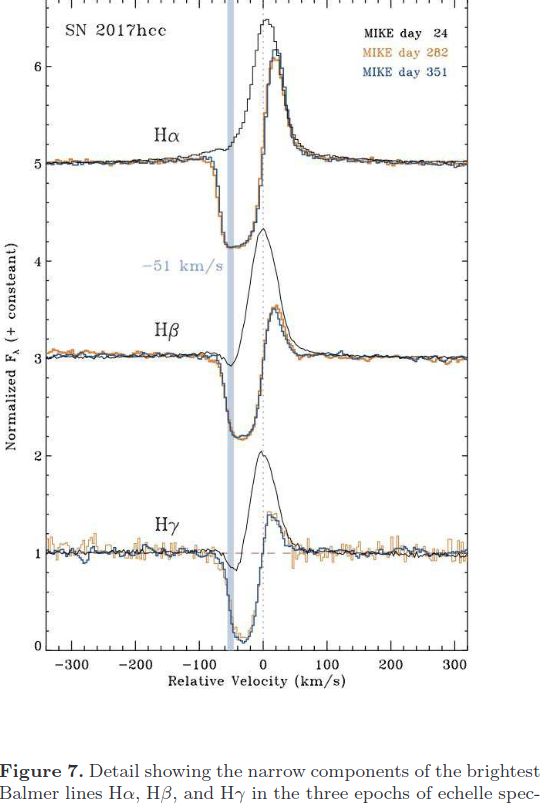 SN 2017hcc
MIKE day 24
MIKE day 282
MIKE day 351
6
Hα
5
4
−51 km/s
Hβ
3
2
Hγ
1
0
Normalized Fλ (+ consteant)
−300 −200 −100 0 100 200 300
Relative Velocity (km/s)
Figure 7. Detail showing the narrow components of the brightest
Balmer lines Hα, Hβ, and Hγ in the three epochs of echelle spec-